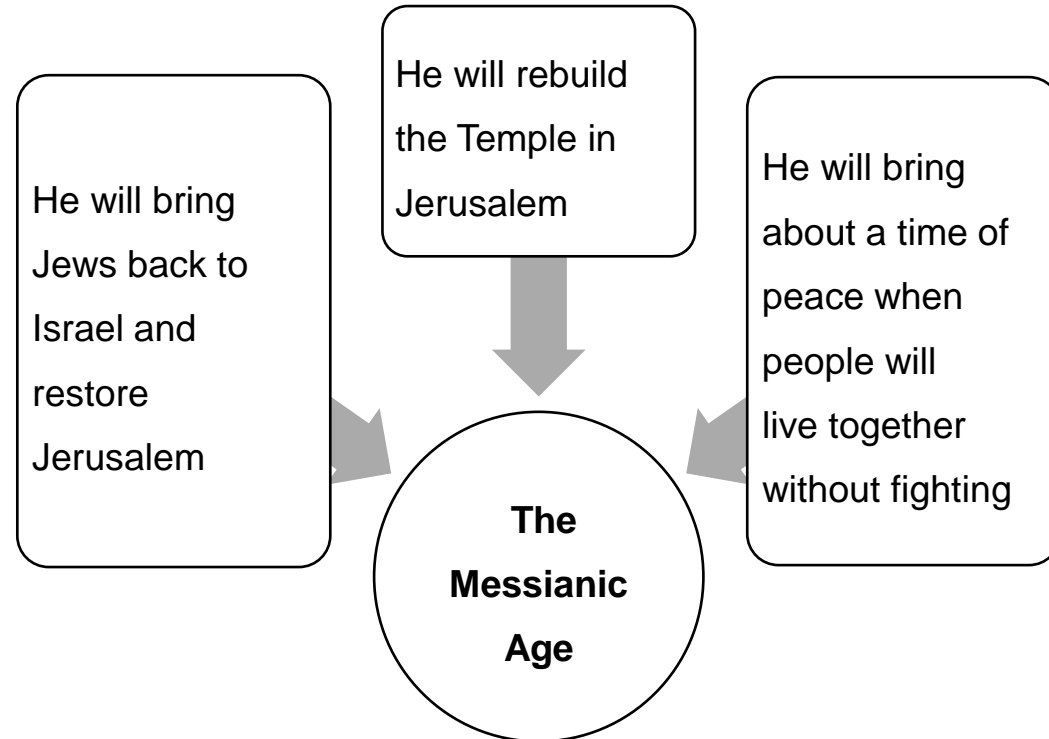 He will bring
Jews back to
Israel and
restore
Jerusalem
He will rebuild
the Temple in
Jerusalem
He will bring
about a time of
peace when
people will
live together
without fighting
The
Messianic
Age